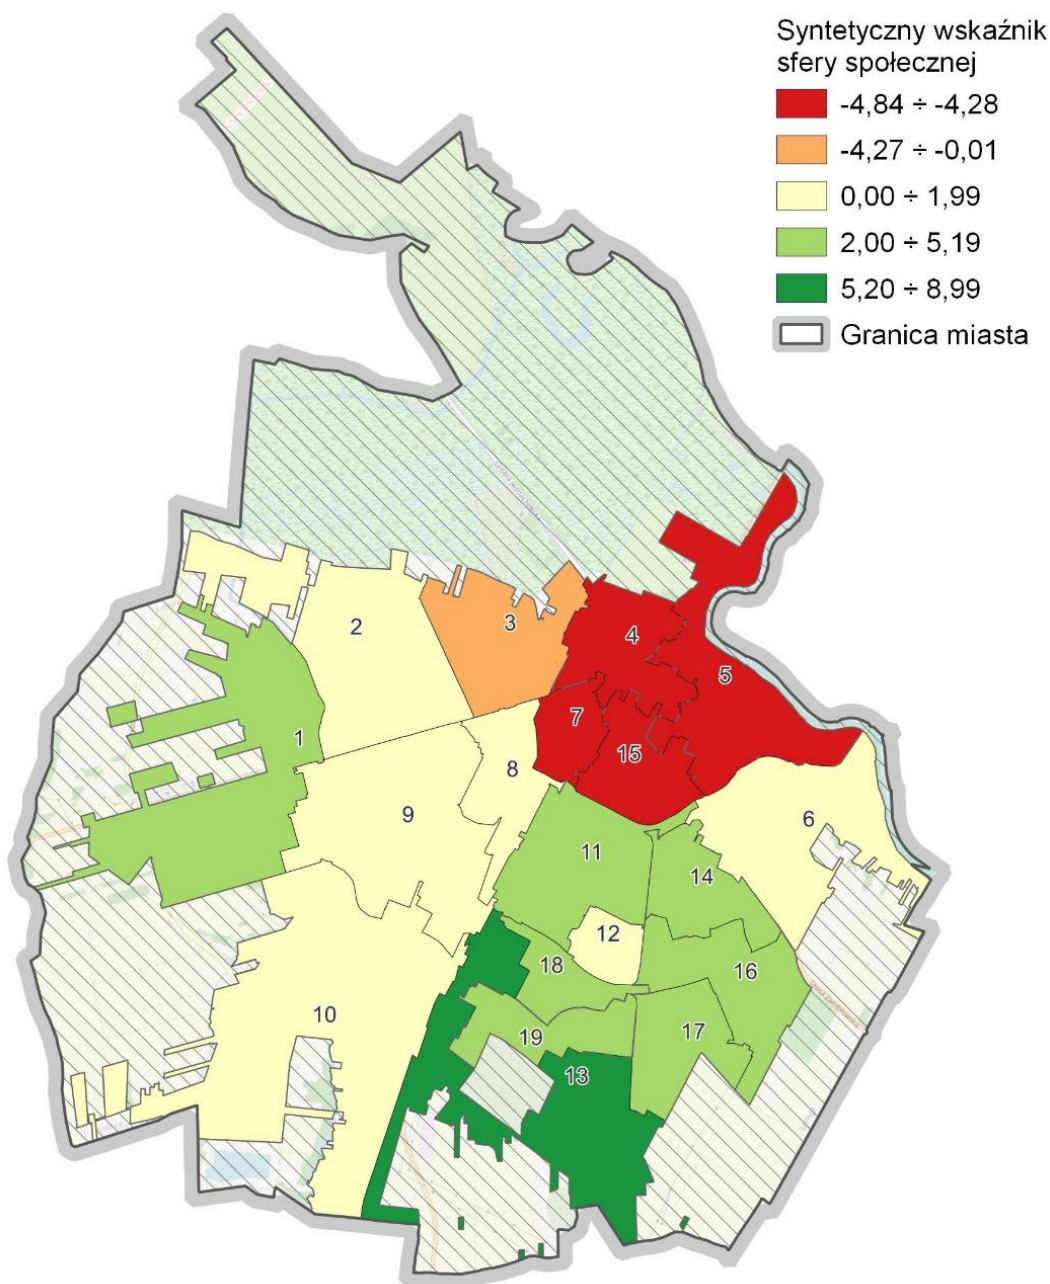 Syntetyczny wskaźnik
sfery społecznej
-4,84 ÷ -4,28
-4,27 ÷ -0,01
0,00 ÷ 1,99
2,00 ÷ 5,19
5,20 ÷ 8,99
Granica miasta
2
3
4
5
1
7
8
15
9
6
11
14
12
18
16
10
19
17
13